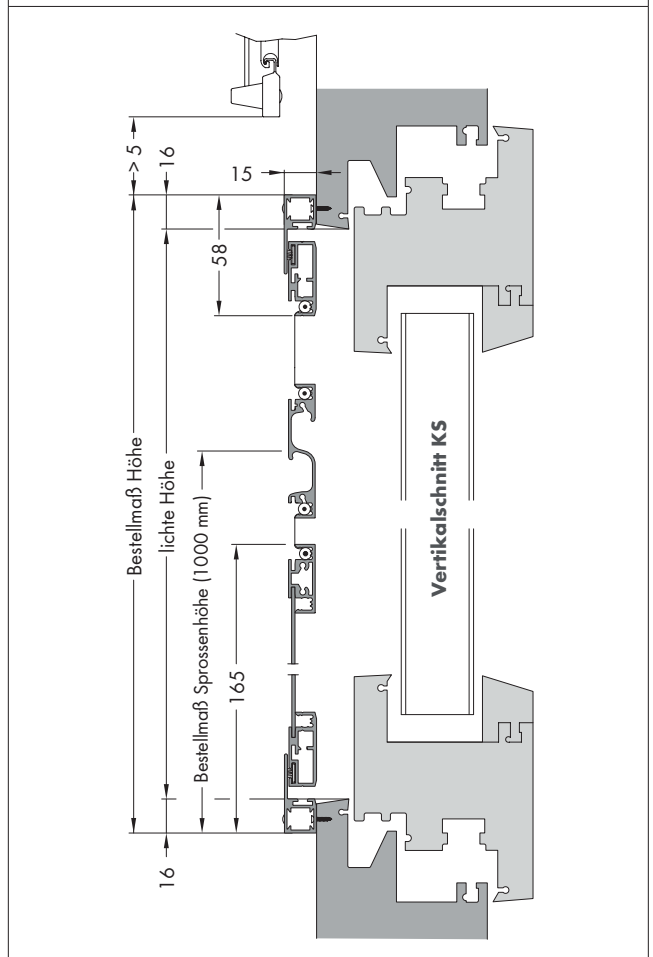 > 5
16
15
58
Bestellmaß Höhe
lichte Höhe
Bestellmaß Sprossenhöhe (1000 mm)
165
Vertikalschnitt KS
16